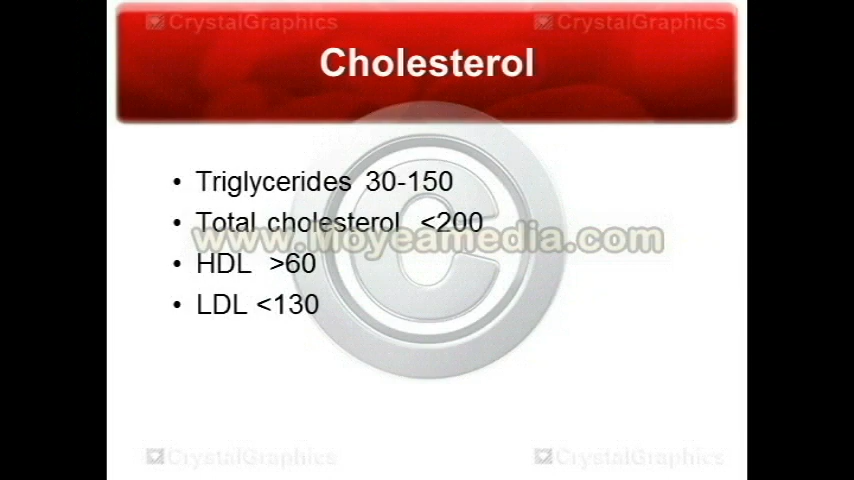 CrystalGraphics CrystalGraphics
Cholesterol
• Triglycerides 30-150
• Total cholesterol <200
www.Moyeamedia.com
• HDL >60
• LDL <130
CrystalGraphics CrystalGraphics